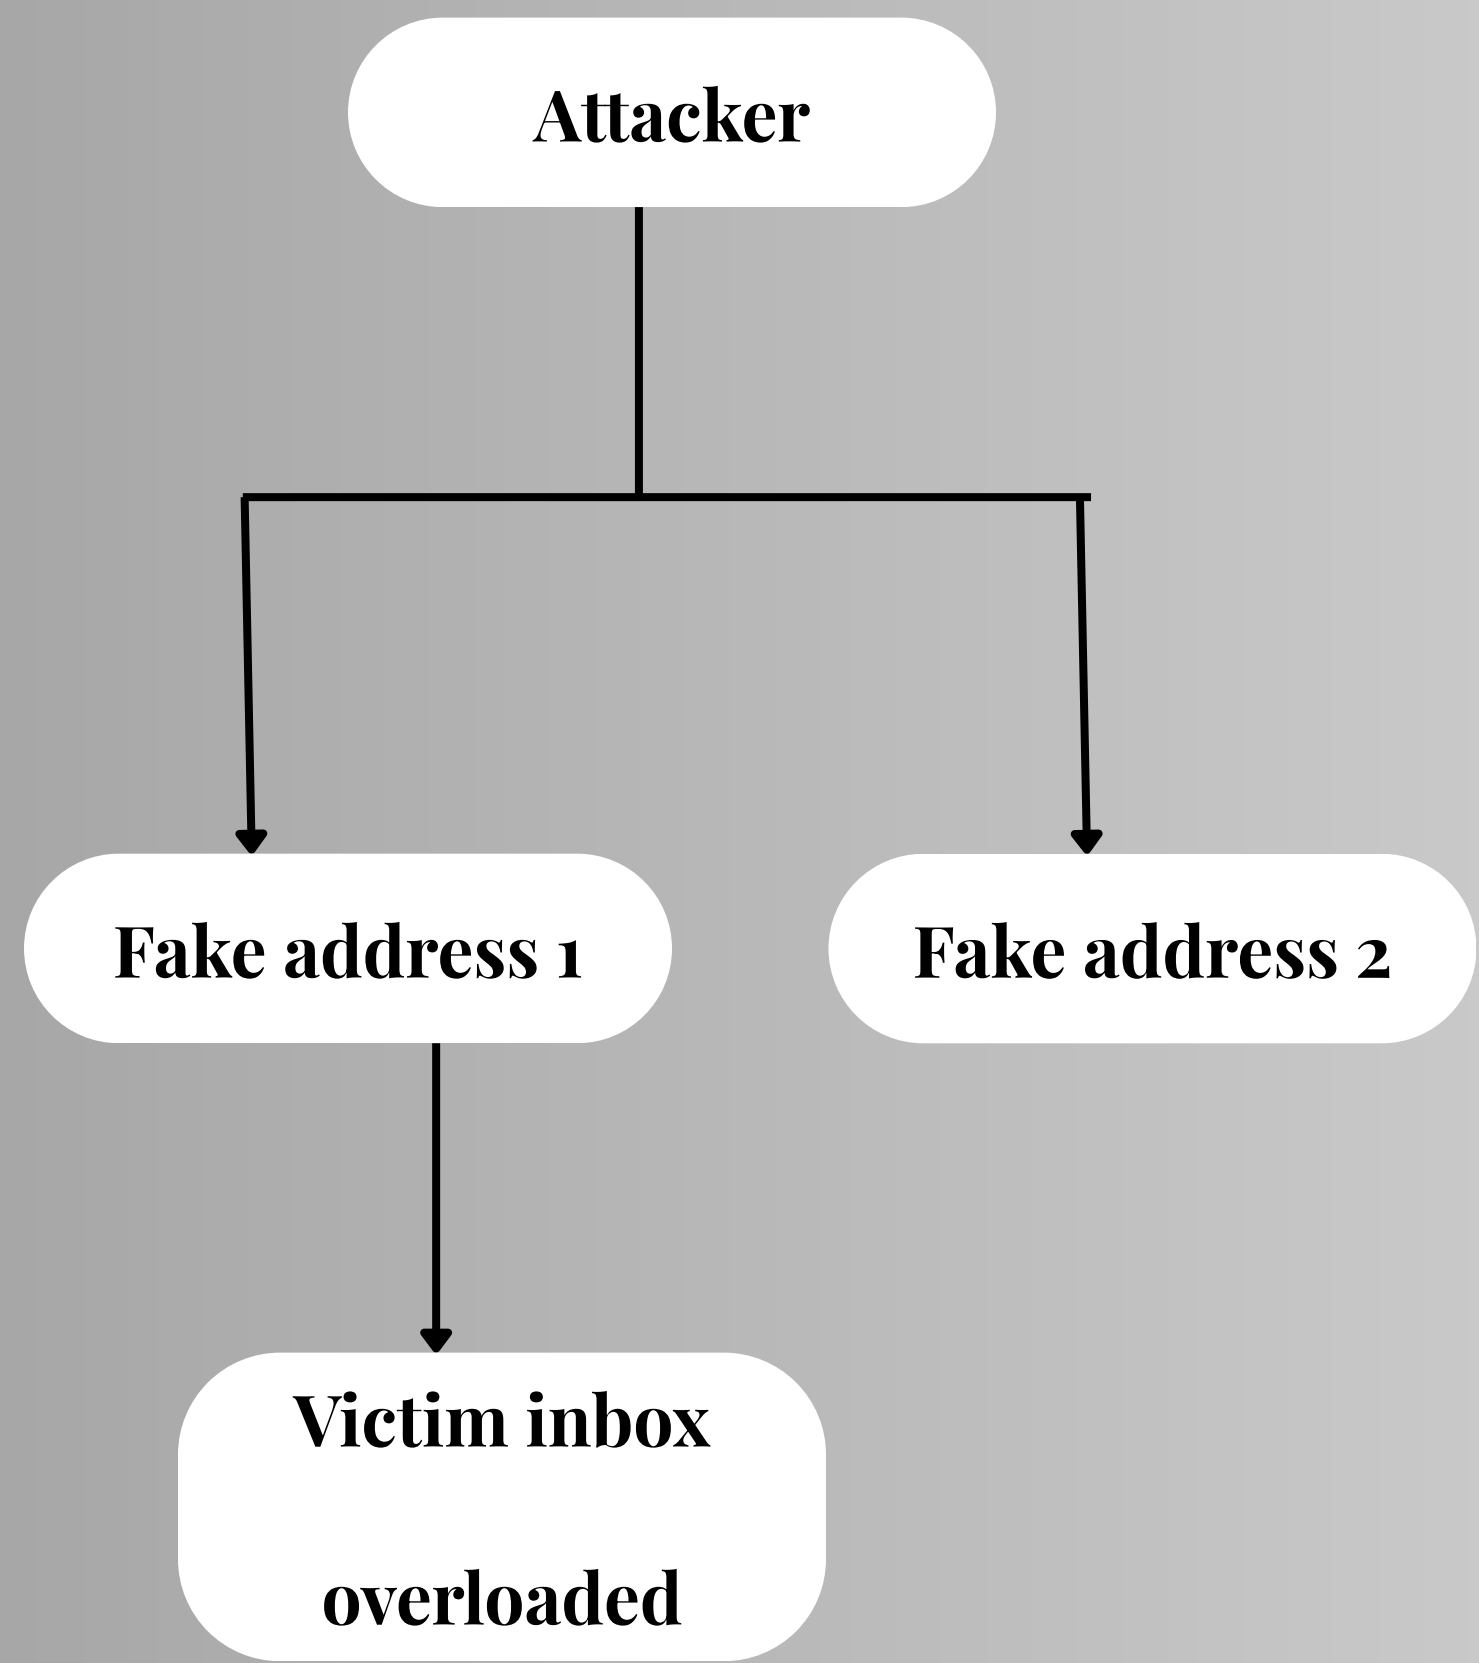 Attacker
Fake address 1
Fake address 2
Victim inbox
overloaded